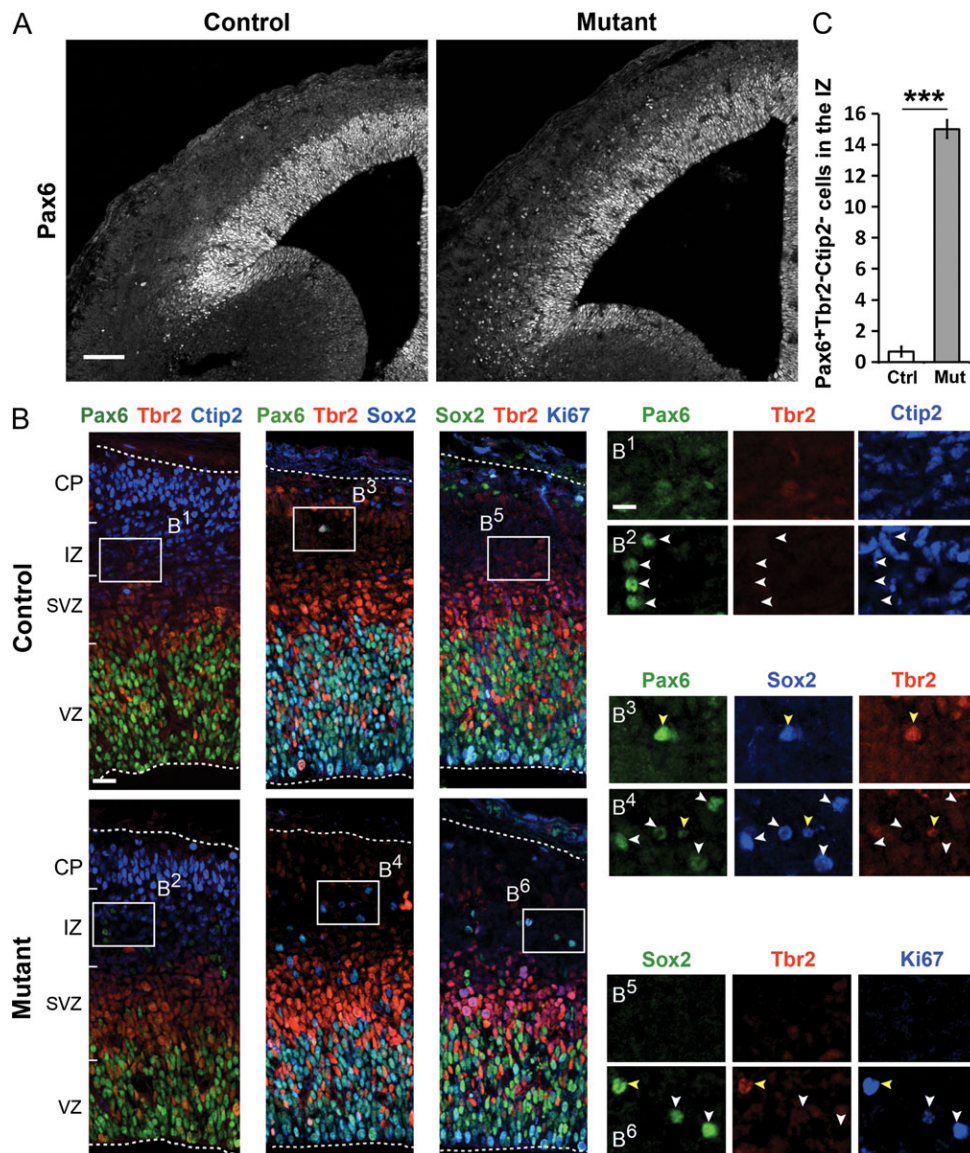 A
Control
Mutant
C
Pax6
***
Pax6+Tbr2-Ctip2- cells in the IZ
16
14
12
10
8
6
4
2
0
Ctrl
Mut
B
Pax6 Tbr2 Ctip2
Pax6 Tbr2 Sox2
Sox2 Tbr2 Ki67
Control
CP
IZ
SVZ
VZ
B1
B3
B5
Mutant
CP
IZ
SVZ
VZ
B2
B4
B6
Pax6 Tbr2 Ctip2
B1
B2
Pax6 Sox2 Tbr2
B3
B4
Sox2 Tbr2 Ki67
B5
B6